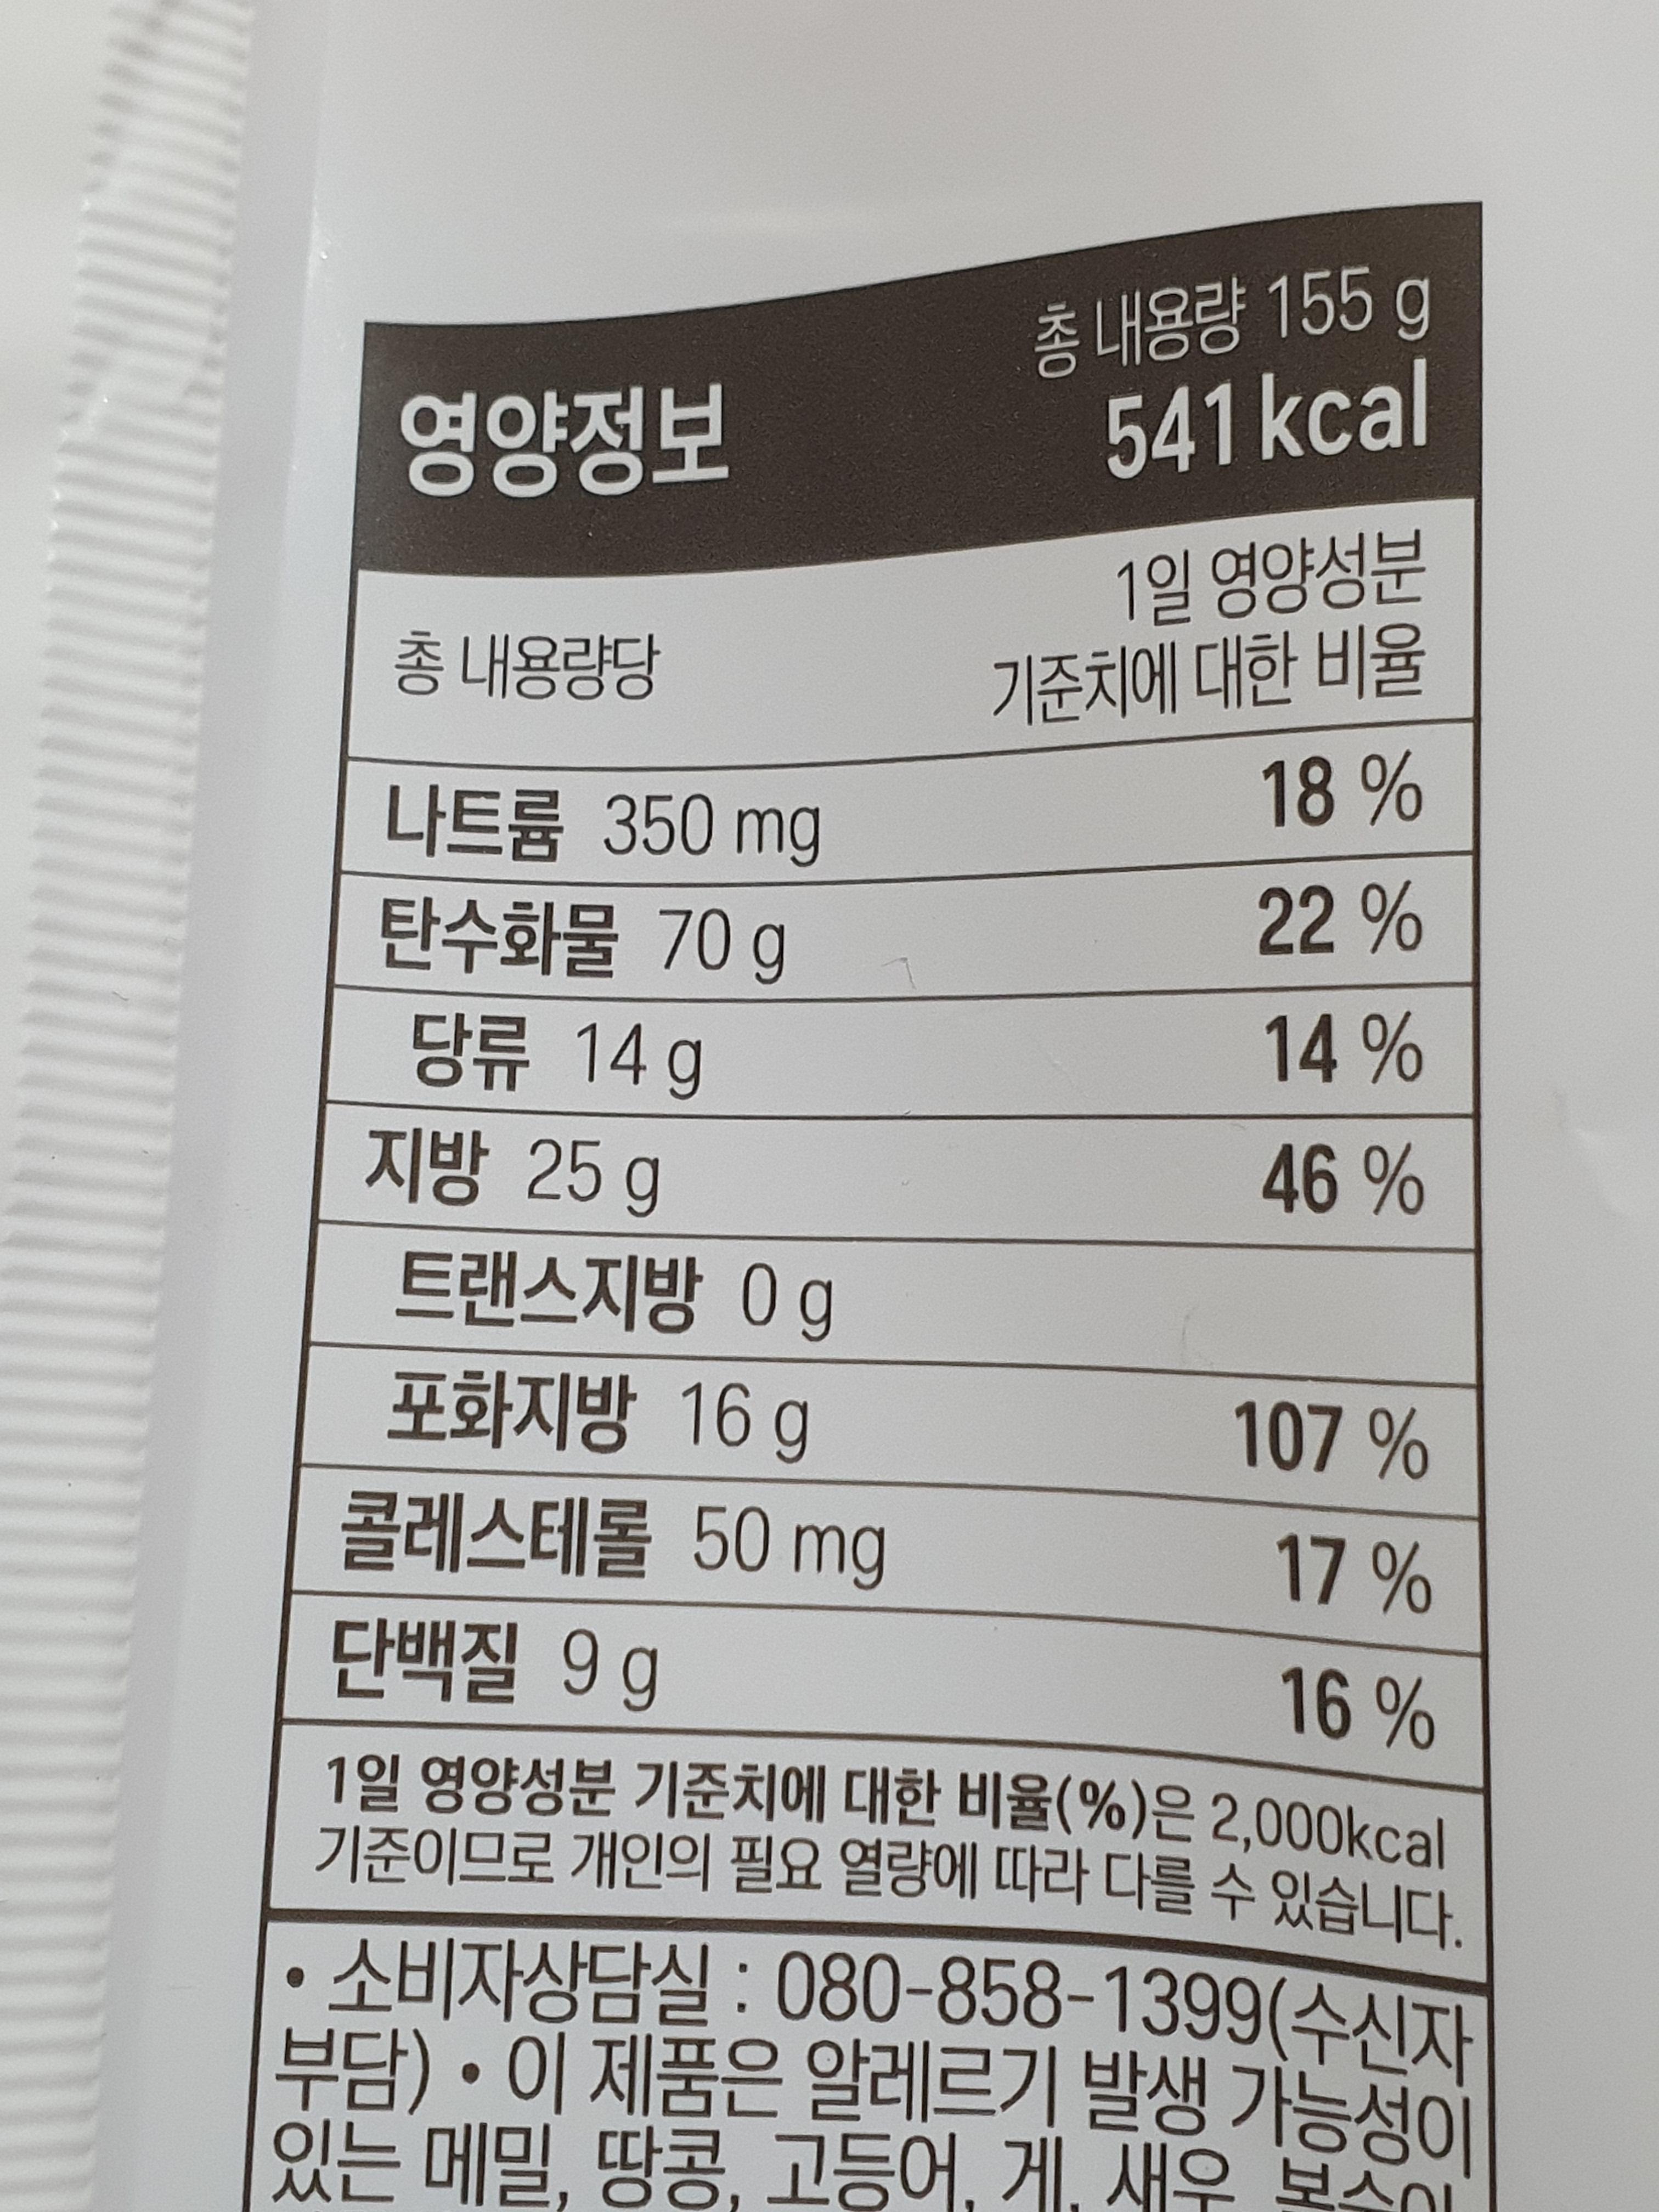 총 내용량 155 g
영양정보 541 kcal
1일 영양성분
총 내용량당 기준치에 대한 비율
나트륨 350 mg 18 %
탄수화물 70 g 22 %
당류 14 g 14 %
지방 25 g 46 %
트랜스지방 0 g
포화지방 16 g 107 %
콜레스테롤 50 mg 17 %
단백질 9 g 16 %
1일 영양성분 기준치에 대한 비율(%)은 2,000kcal
기준이므로 개인의 필요 열량에 따라 다를 수 있습니다.
• 소비자상담실 : 080-858-1399(수신자
부담) • 이 제품은 알레르기 발생 가능성이
있는 메밀, 땅콩, 고등어, 게, 새우,